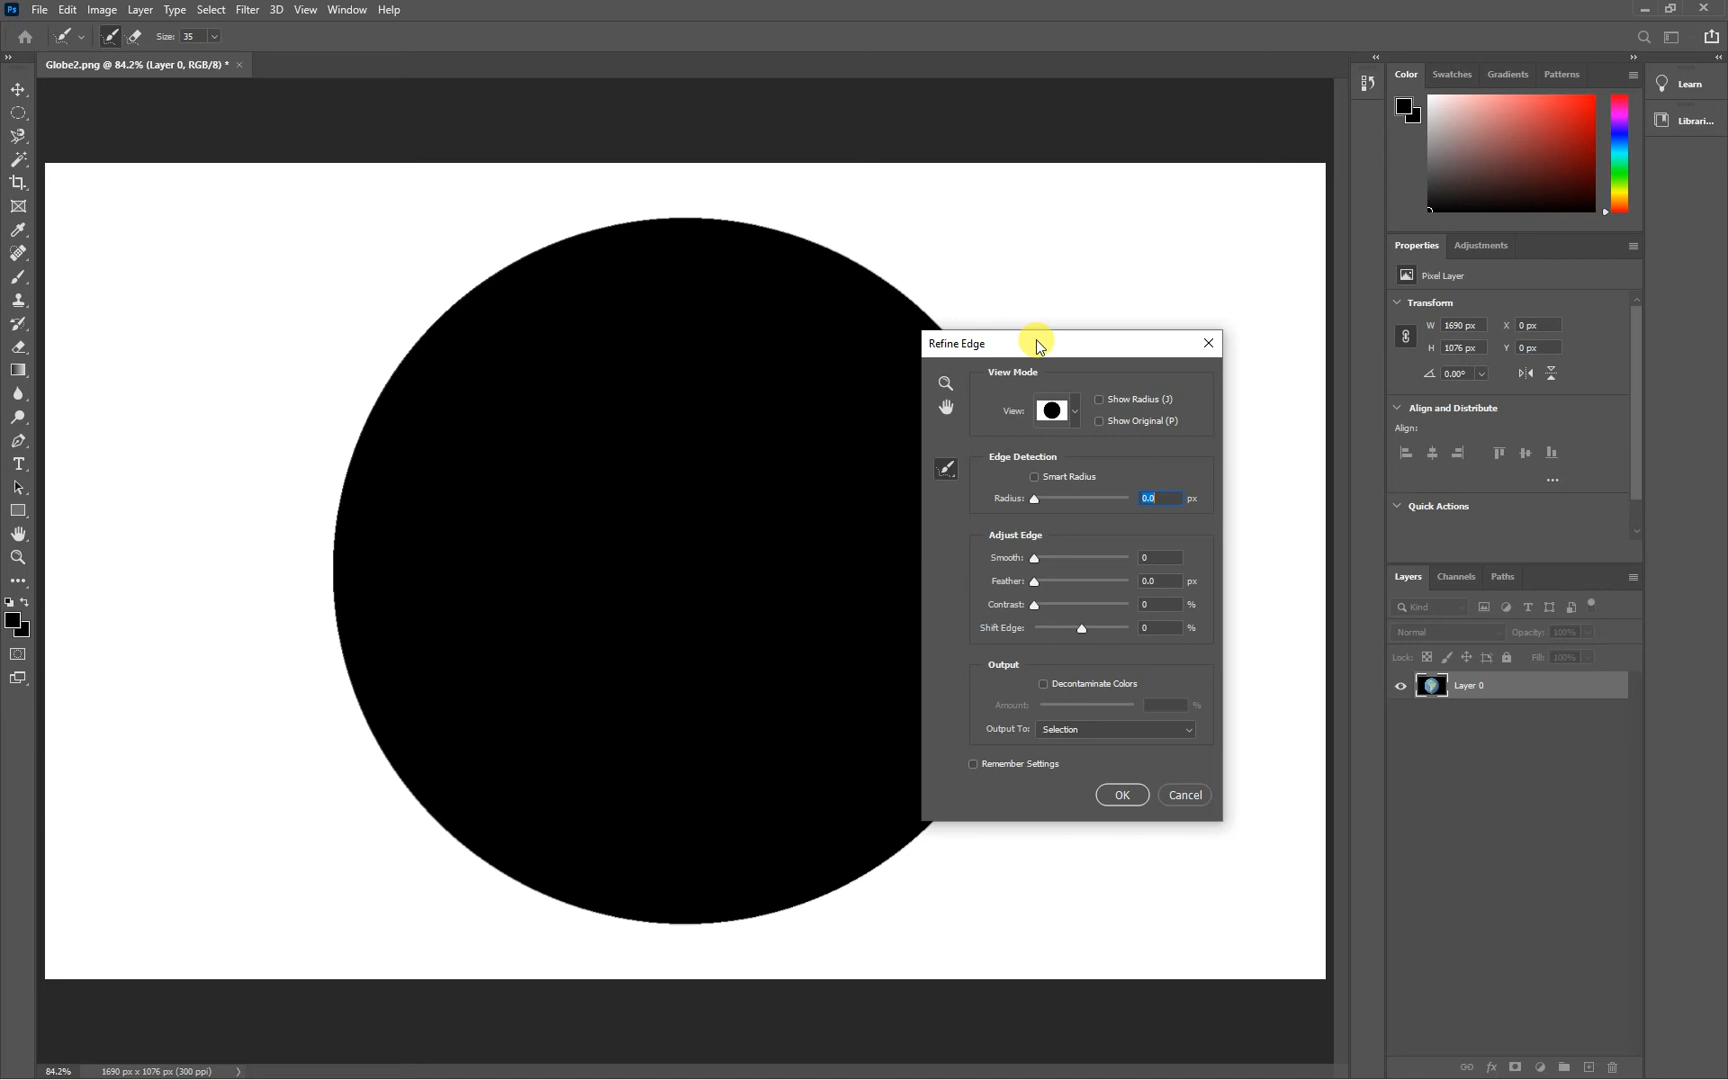 Ps File Edit Image Layer Type Select Filter 3D View Window Help
Size: 35
Globe2.png @ 84.2% (Layer 0, RGB/8) *
Color Swatches Gradients Patterns
Learn
Librari...
Properties Adjustments
Pixel Layer
Transform
W 1690 px X 0 px
H 1076 px Y 0 px
0.00°
Align and Distribute
Align:
Quick Actions
Layers Channels Paths
Kind
Normal Opacity: 100%
Lock: Fill: 100%
Layer 0
Refine Edge
View Mode
View:
Show Radius (J)
Show Original (P)
Edge Detection
Smart Radius
Radius: 0.0 px
Adjust Edge
Smooth: 0
Feather: 0.0 px
Contrast: 0 %
Shift Edge: 0 %
Output
Decontaminate Colors
Amount: %
Output To: Selection
Remember Settings
OK Cancel
84.2% 1690 px x 1076 px (300 ppi)